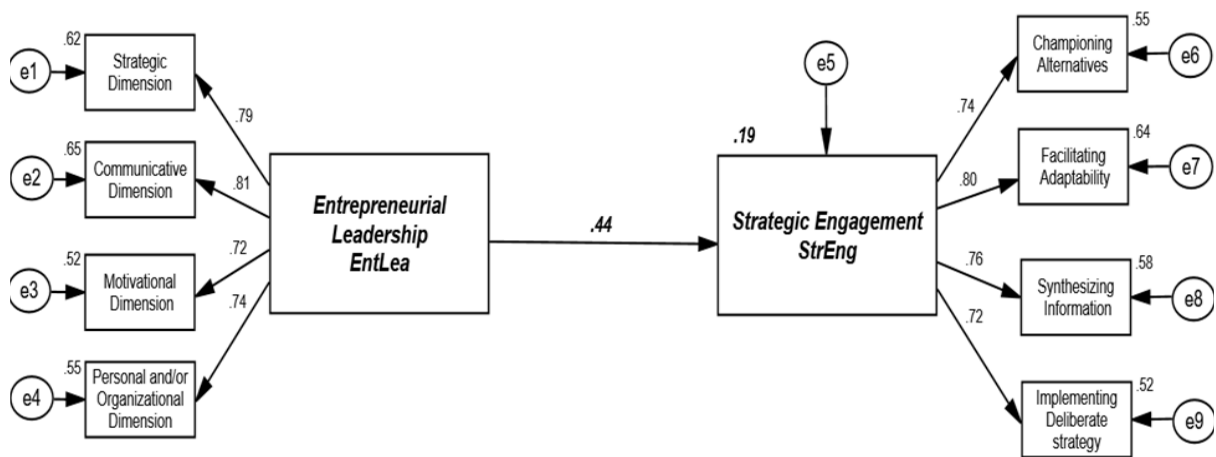 .62
e1
Strategic
Dimension
.79
.65
e2
Communicative
Dimension
.81
.52
e3
Motivational
Dimension
.72
.55
e4
Personal and/or
Organizational
Dimension
.74
Entrepreneurial
Leadership
EntLea
.44
e5
.19
Strategic Engagement
StrEng
.74
.55
Championing
Alternatives
e6
.80
.64
Facilitating
Adaptability
e7
.76
.58
Synthesizing
Information
e8
.72
.52
Implementing
Deliberate
strategy
e9